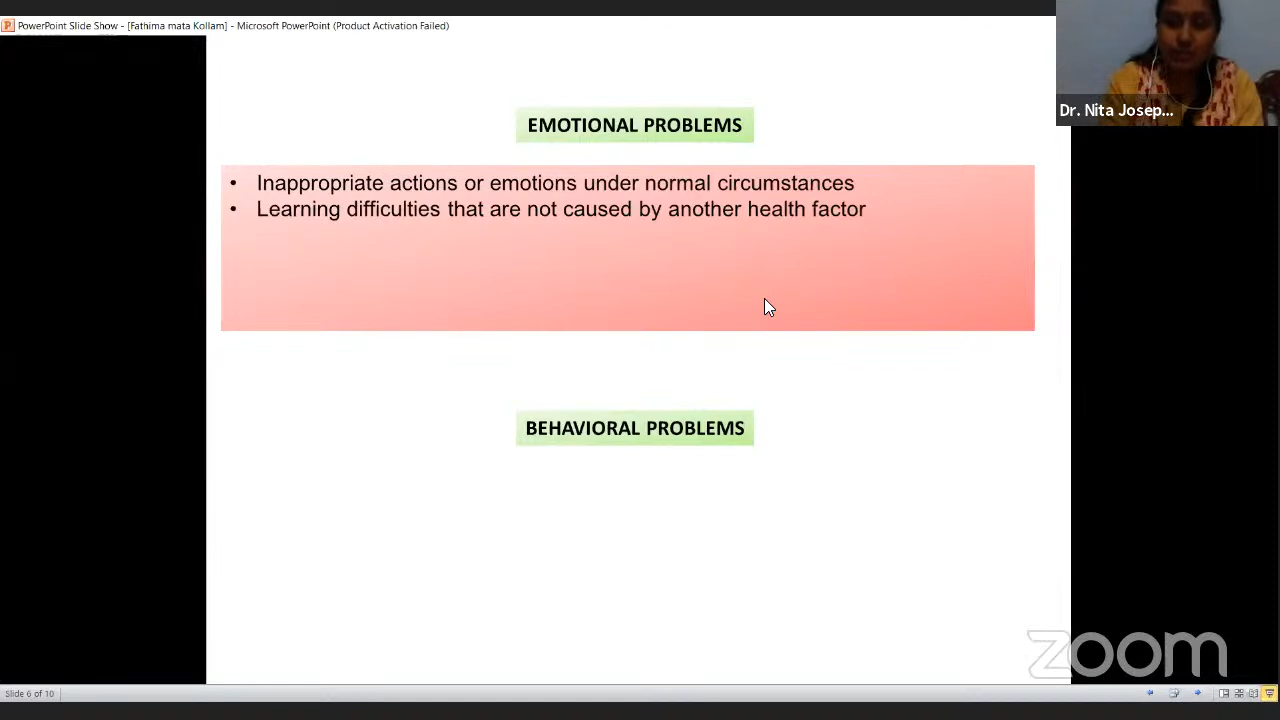 PowerPoint Slide Show - [Fathima mata Kollam] - Microsoft PowerPoint (Product Activation Failed)
Dr. Nita Josep...
EMOTIONAL PROBLEMS
• Inappropriate actions or emotions under normal circumstances
• Learning difficulties that are not caused by another health factor
BEHAVIORAL PROBLEMS
zoom
Slide 6 of 10